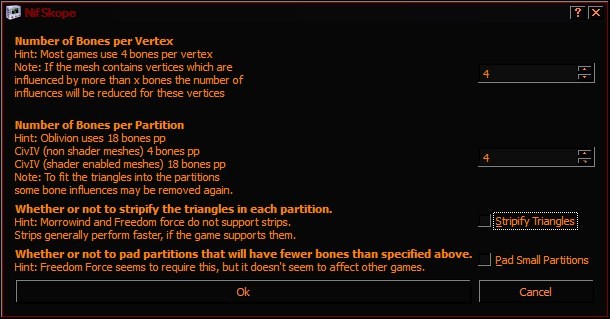 NifSkope
Number of Bones per Vertex
Hint: Most games use 4 bones per vertex
Note: If the mesh contains vertices which are
influenced by more than x bones the number of
influences will be reduced for these vertices
4
Number of Bones per Partition
Hint: Oblivion uses 18 bones pp
CivIV (non shader meshes) 4 bones pp
CivIV (shader enabled meshes) 18 bones pp
Note: To fit the triangles into the partitions
some bone influences may be removed again.
4
Whether or not to stripify the triangles in each partition.
Hint: Morrowind and Freedom force do not support strips.
Strips generally perform faster, if the game supports them.
Stripify Triangles
Whether or not to pad partitions that will have fewer bones than specified above.
Hint: Freedom Force seems to require this, but it doesn't seem to affect other games.
Pad Small Partitions
Ok
Cancel